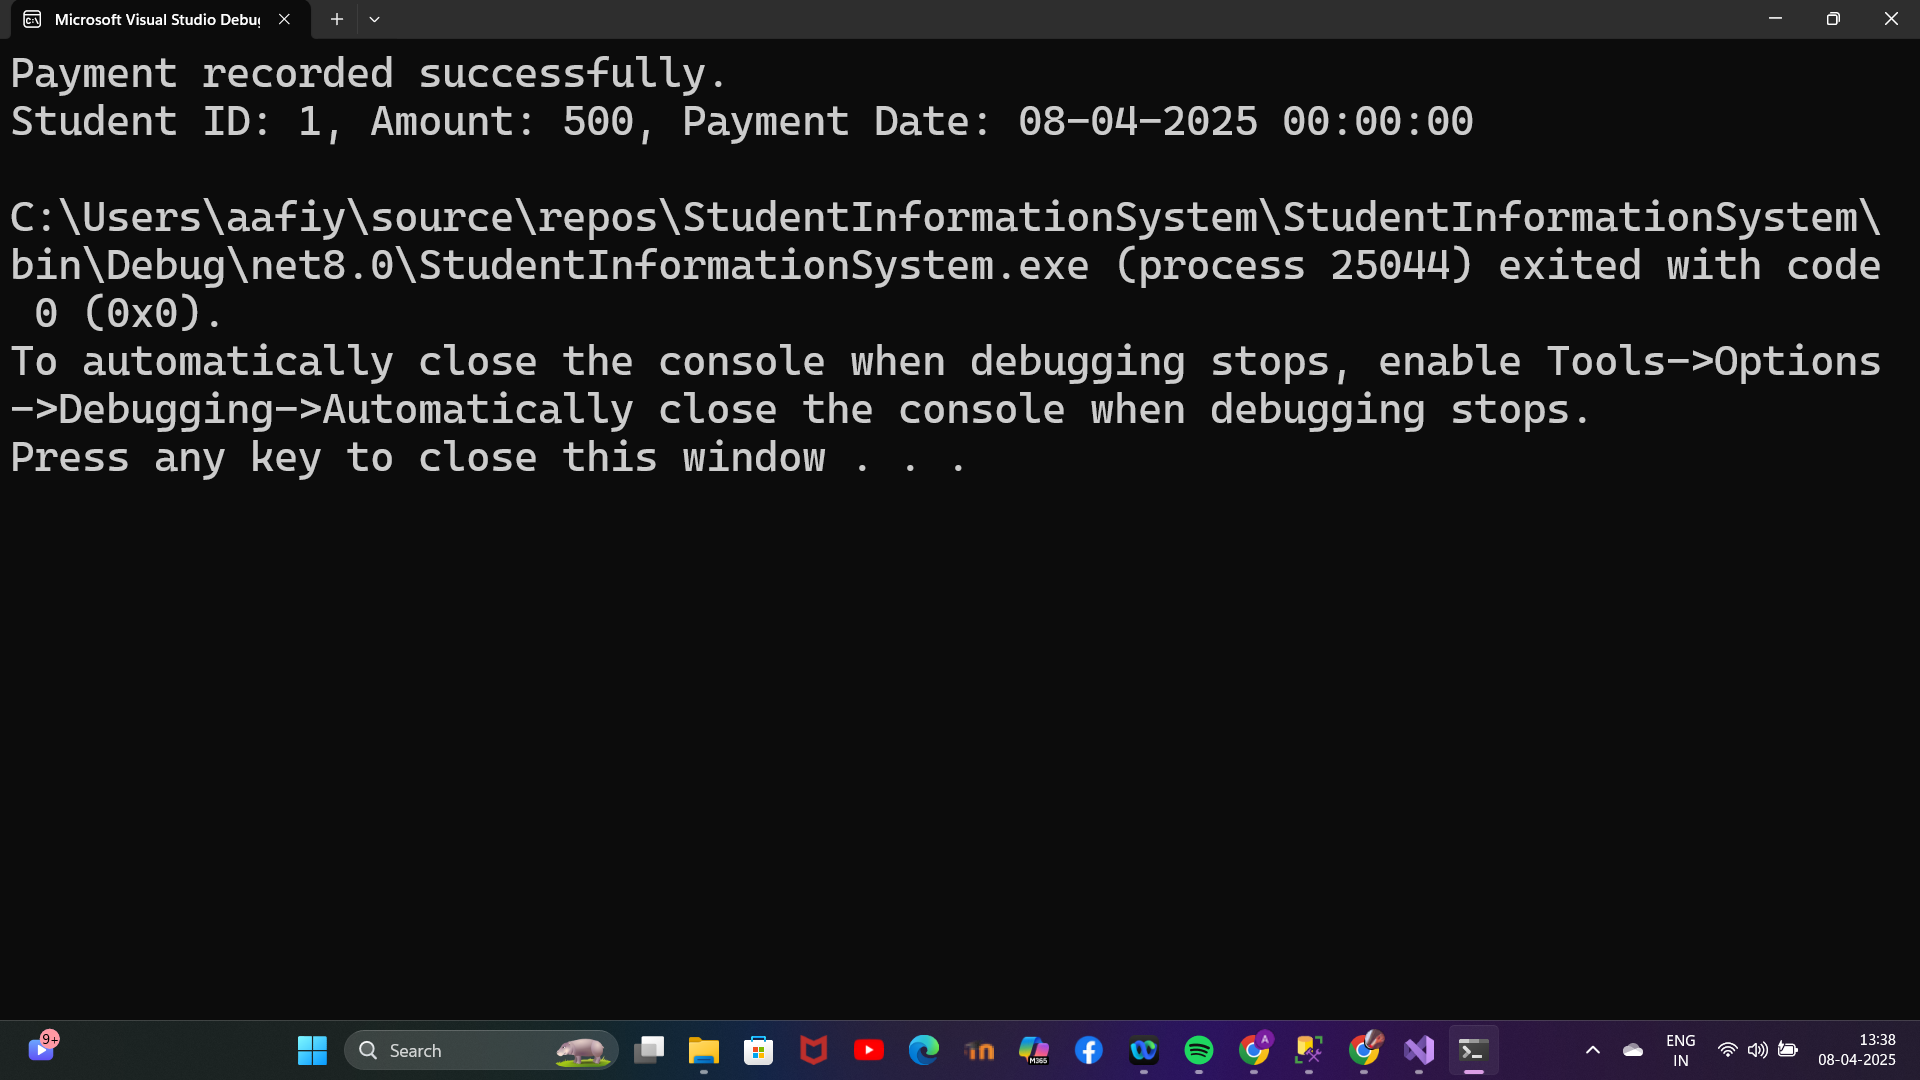 Microsoft Visual Studio Debug
Payment recorded successfully.
Student ID: 1, Amount: 500, Payment Date: 08-04-2025 00:00:00
C:\Users\aafiy\source\repos\StudentInformationSystem\StudentInformationSystem\
bin\Debug\net8.0\StudentInformationSystem.exe (process 25044) exited with code
0 (0x0).
To automatically close the console when debugging stops, enable Tools->Options
->Debugging->Automatically close the console when debugging stops.
Press any key to close this window . . .
9+
Search
M365
A
ENG
IN
13:38
08-04-2025